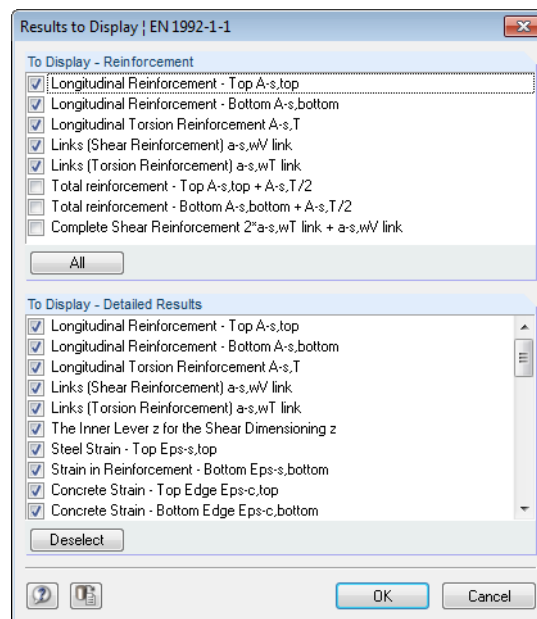 Results to Display ¦ EN 1992-1-1
To Display - Reinforcement
Longitudinal Reinforcement - Top A-s,top
Longitudinal Reinforcement - Bottom A-s,bottom
Longitudinal Torsion Reinforcement A-s,T
Links (Shear Reinforcement) a-s,wV link
Links (Torsion Reinforcement) a-s,wT link
Total reinforcement - Top A-s,top + A-s,T/2
Total reinforcement - Bottom A-s,bottom + A-s,T/2
Complete Shear Reinforcement 2*a-s,wT link + a-s,wV link
All
To Display - Detailed Results
Longitudinal Reinforcement - Top A-s,top
Longitudinal Reinforcement - Bottom A-s,bottom
Longitudinal Torsion Reinforcement A-s,T
Links (Shear Reinforcement) a-s,wV link
Links (Torsion Reinforcement) a-s,wT link
The Inner Lever z for the Shear Dimensioning z
Steel Strain - Top Eps-s,top
Strain in Reinforcement - Bottom Eps-s,bottom
Concrete Strain - Top Edge Eps-c,top
Concrete Strain - Bottom Edge Eps-c,bottom
Deselect
OK
Cancel